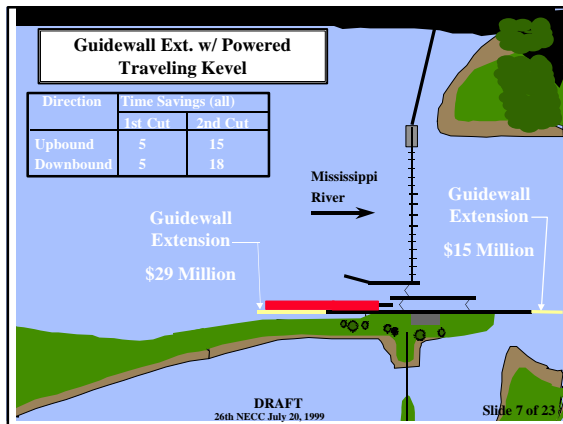 Guidewall Ext. w/ Powered
Traveling Kevel
Direction Time Savings (all)
1st Cut 2nd Cut
Upbound 5 15
Downbound 5 18
Mississippi
River
Guidewall
Extension
$29 Million
Guidewall
Extension
$15 Million
DRAFT
26th NECC July 20, 1999
Slide 7 of 23